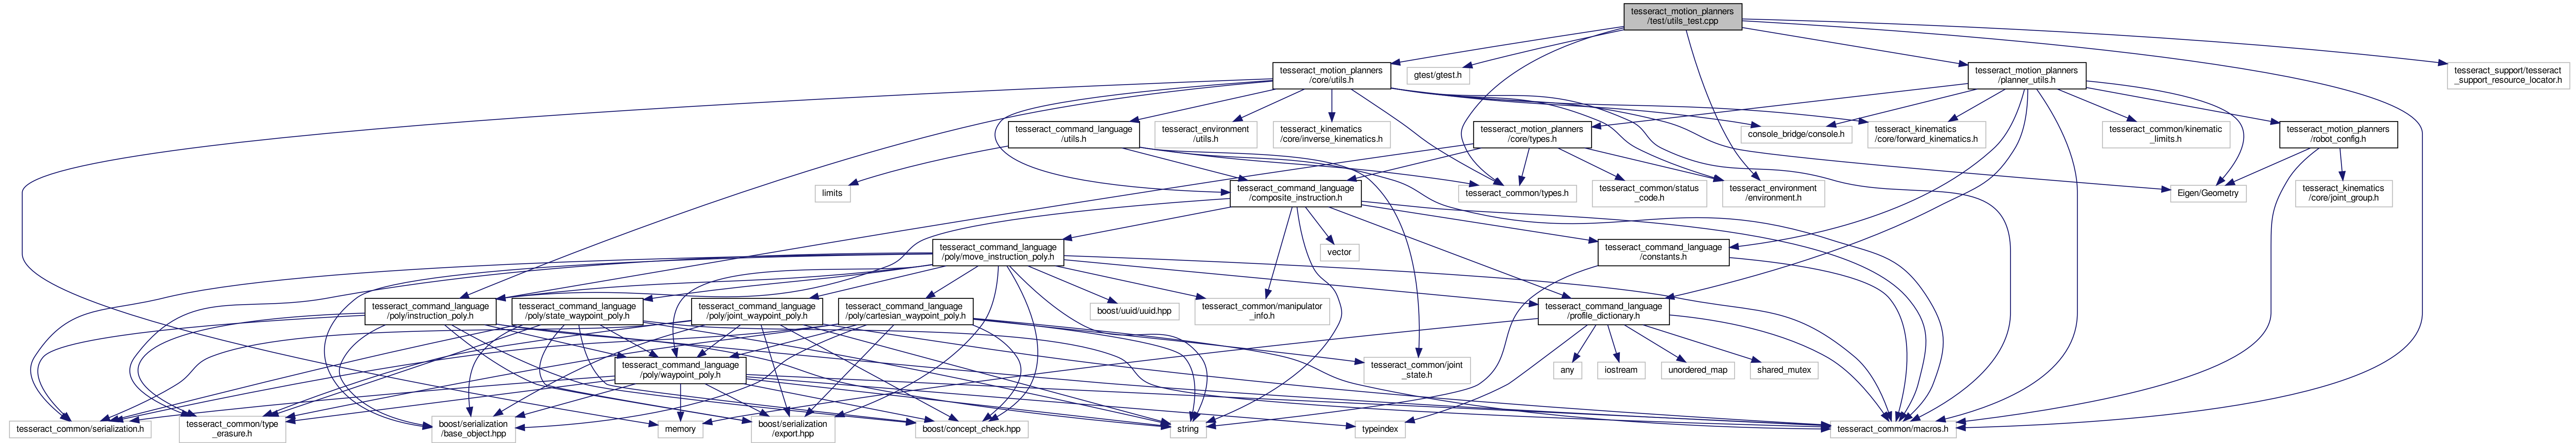 tesseract_motion_planners
/test/utils_test.cpp
tesseract_motion_planners
/core/utils.h
gtest/gtest.h
tesseract_motion_planners
/planner_utils.h
tesseract_support/tesseract
_support_resource_locator.h
tesseract_command_language
/utils.h
tesseract_environment
/utils.h
tesseract_kinematics
/core/inverse_kinematics.h
tesseract_motion_planners
/core/types.h
console_bridge/console.h
tesseract_kinematics
/core/forward_kinematics.h
tesseract_common/kinematic
_limits.h
tesseract_motion_planners
/robot_config.h
limits
tesseract_command_language
/composite_instruction.h
tesseract_common/types.h
tesseract_common/status
_code.h
tesseract_environment
/environment.h
Eigen/Geometry
tesseract_kinematics
/core/joint_group.h
tesseract_command_language
/poly/move_instruction_poly.h
vector
tesseract_command_language
/constants.h
tesseract_command_language
/poly/instruction_poly.h
tesseract_command_language
/poly/state_waypoint_poly.h
tesseract_command_language
/poly/joint_waypoint_poly.h
tesseract_command_language
/poly/cartesian_waypoint_poly.h
boost/uuid/uuid.hpp
tesseract_common/manipulator
_info.h
tesseract_command_language
/profile_dictionary.h
tesseract_command_language
/poly/waypoint_poly.h
tesseract_common/joint
_state.h
any
iostream
unordered_map
shared_mutex
tesseract_common/serialization.h
tesseract_common/type
_erasure.h
boost/serialization
/base_object.hpp
memory
boost/serialization
/export.hpp
boost/concept_check.hpp
string
typeindex
tesseract_common/macros.h